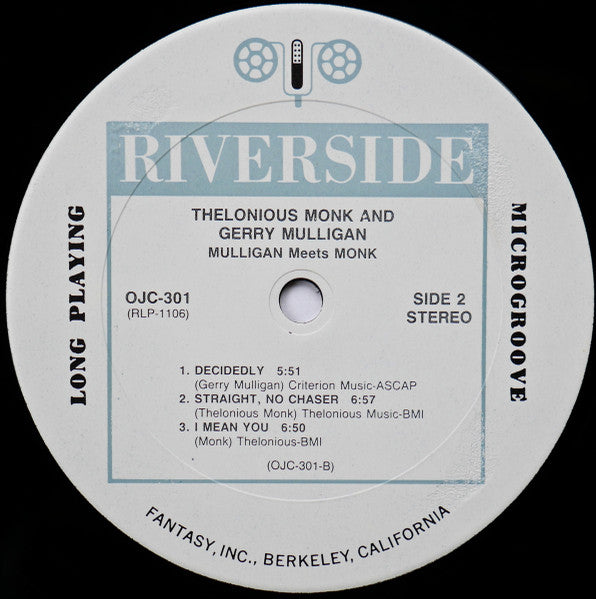 RIVERSIDE
THELONIOUS MONK AND
GERRY MULLIGAN
MULLIGAN Meets MONK
LONG PLAYING
MICROGROOVE
OJC-301
(RLP-1106)
SIDE 2
STEREO
1. DECIDEDLY 5:51
(Gerry Mulligan) Criterion Music-ASCAP
2. STRAIGHT, NO CHASER 6:57
(Thelonious Monk) Thelonious Music-BMI
3. I MEAN YOU 6:50
(Monk) Thelonious-BMI
(OJC-301-B)
FANTASY, INC., BERKELEY, CALIFORNIA